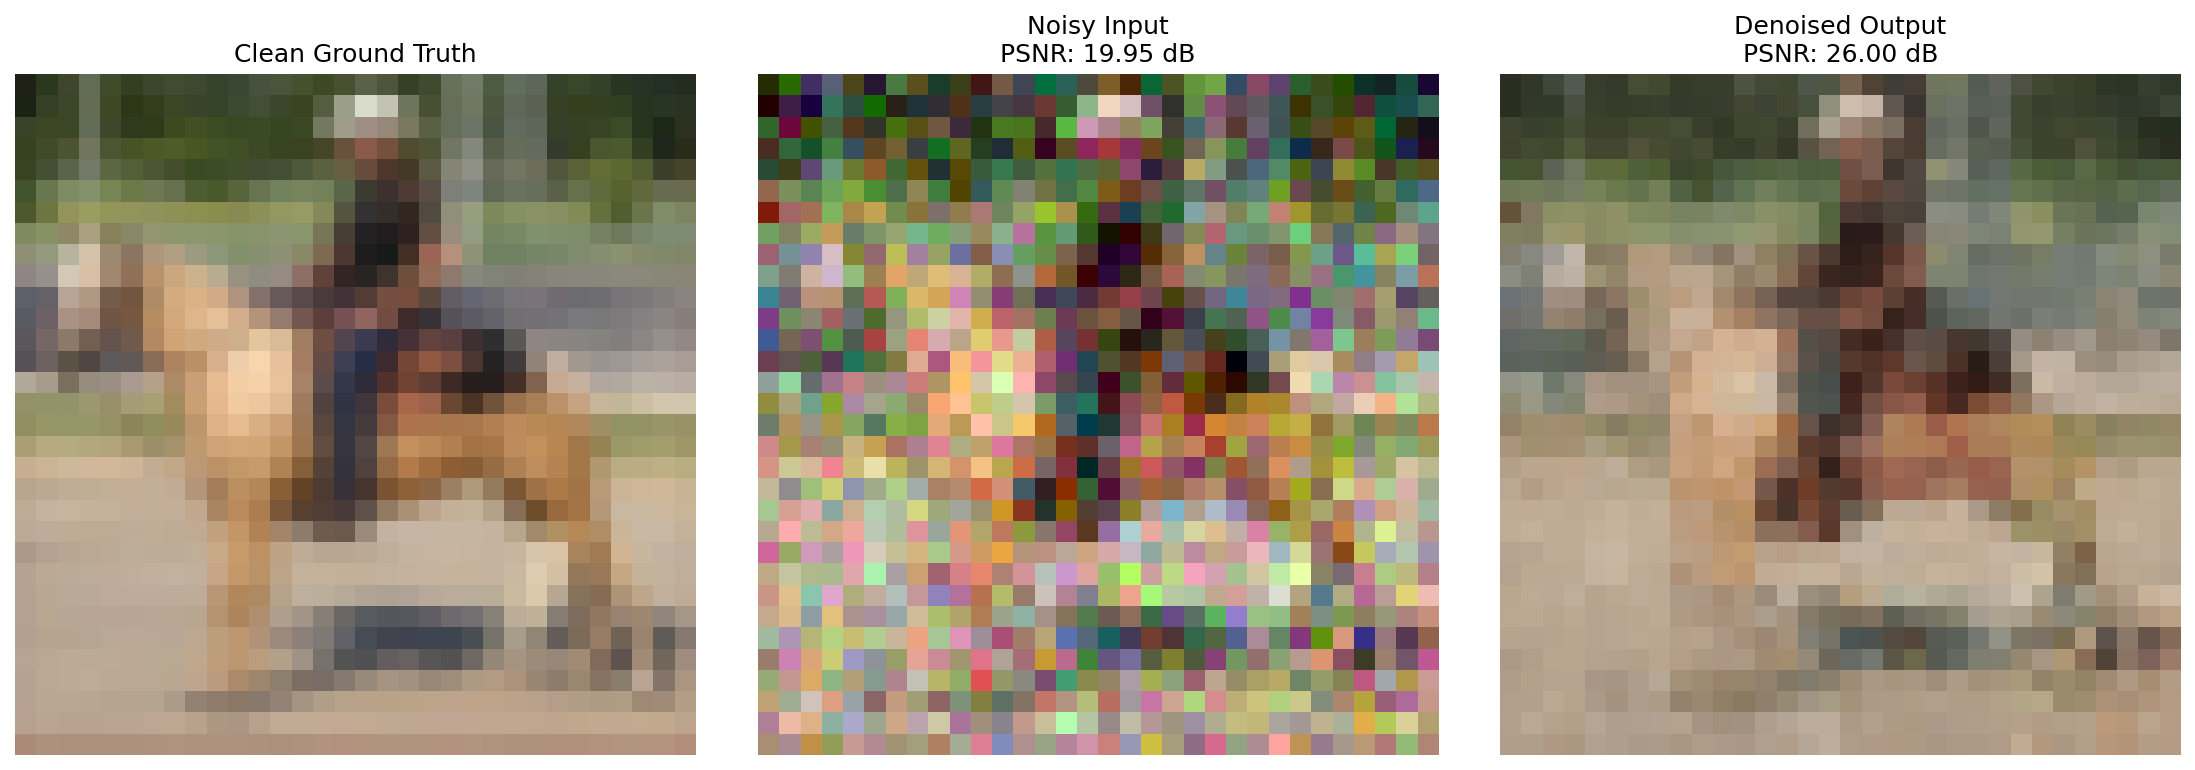 Clean Ground Truth
Noisy Input
PSNR: 19.95 dB
Denoised Output
PSNR: 26.00 dB